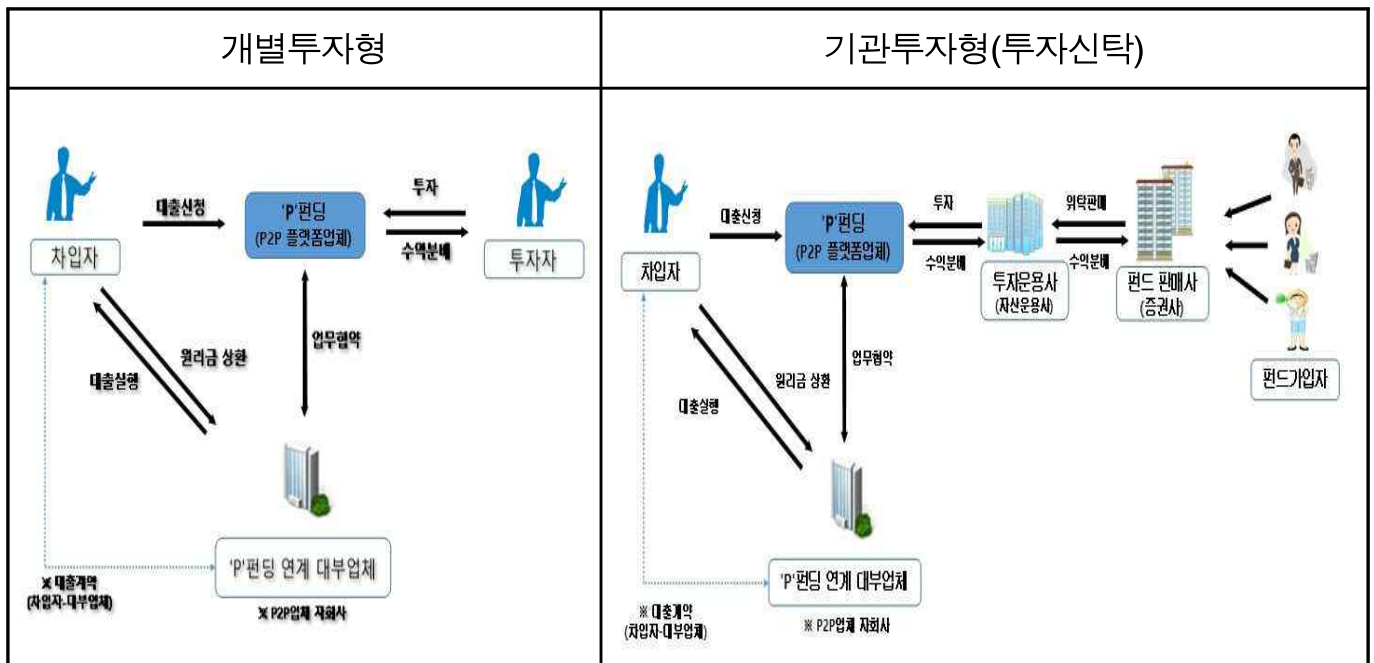 개별투자형
기관투자형(투자신탁)
차입자
대출신청
'P'펀딩
(P2P 플랫폼업체)
투자
수익분배
투자자
원리금 상환
대출실행
업무협약
'P'펀딩 연계 대부업체
※ P2P업체 자회사
※ 대출계약
(차입자-대부업체)
차입자
대출신청
'P'펀딩
(P2P 플랫폼업체)
투자
수익분배
투자운용사
(자산운용사)
위탁판매
수익분배
펀드 판매사
(증권사)
펀드가입자
원리금 상환
대출실행
업무협약
'P'펀딩 연계 대부업체
※ P2P업체 자회사
※ 대출계약
(차입자-대부업체)